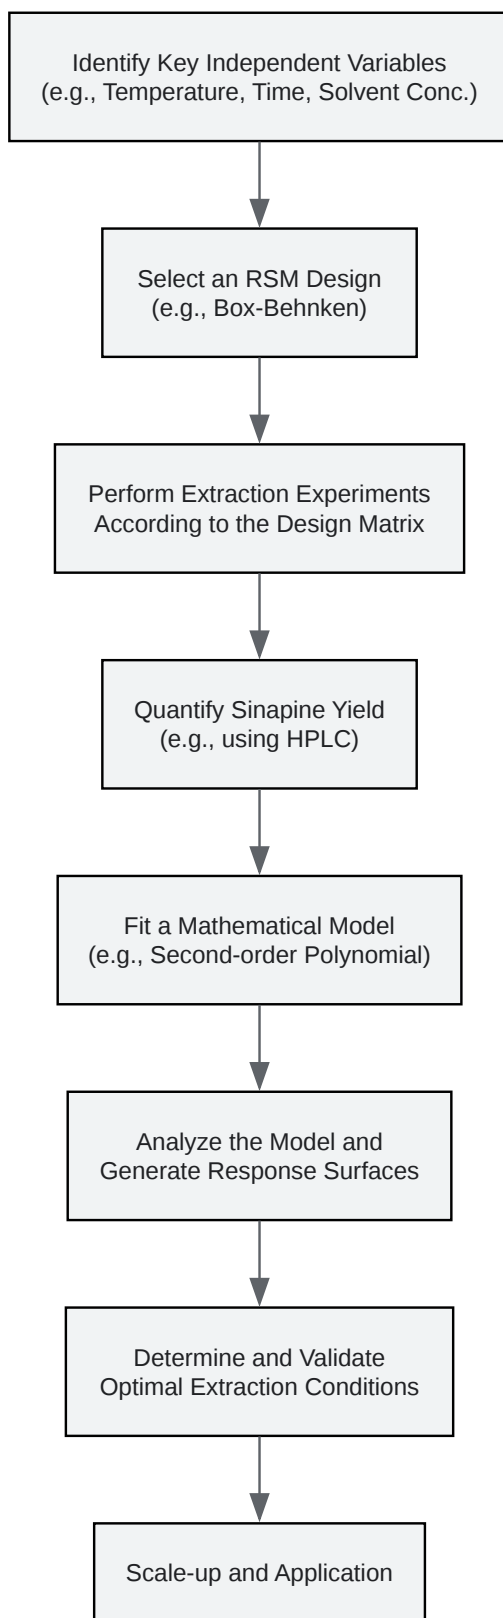 Identify Key Independent Variables
(e.g., Temperature, Time, Solvent Conc.)
Select an RSM Design
(e.g., Box-Behnken)
Perform Extraction Experiments
According to the Design Matrix
Quantify Sinapine Yield
(e.g., using HPLC)
Fit a Mathematical Model
(e.g., Second-order Polynomial)
Analyze the Model and
Generate Response Surfaces
Determine and Validate
Optimal Extraction Conditions
Scale-up and Application